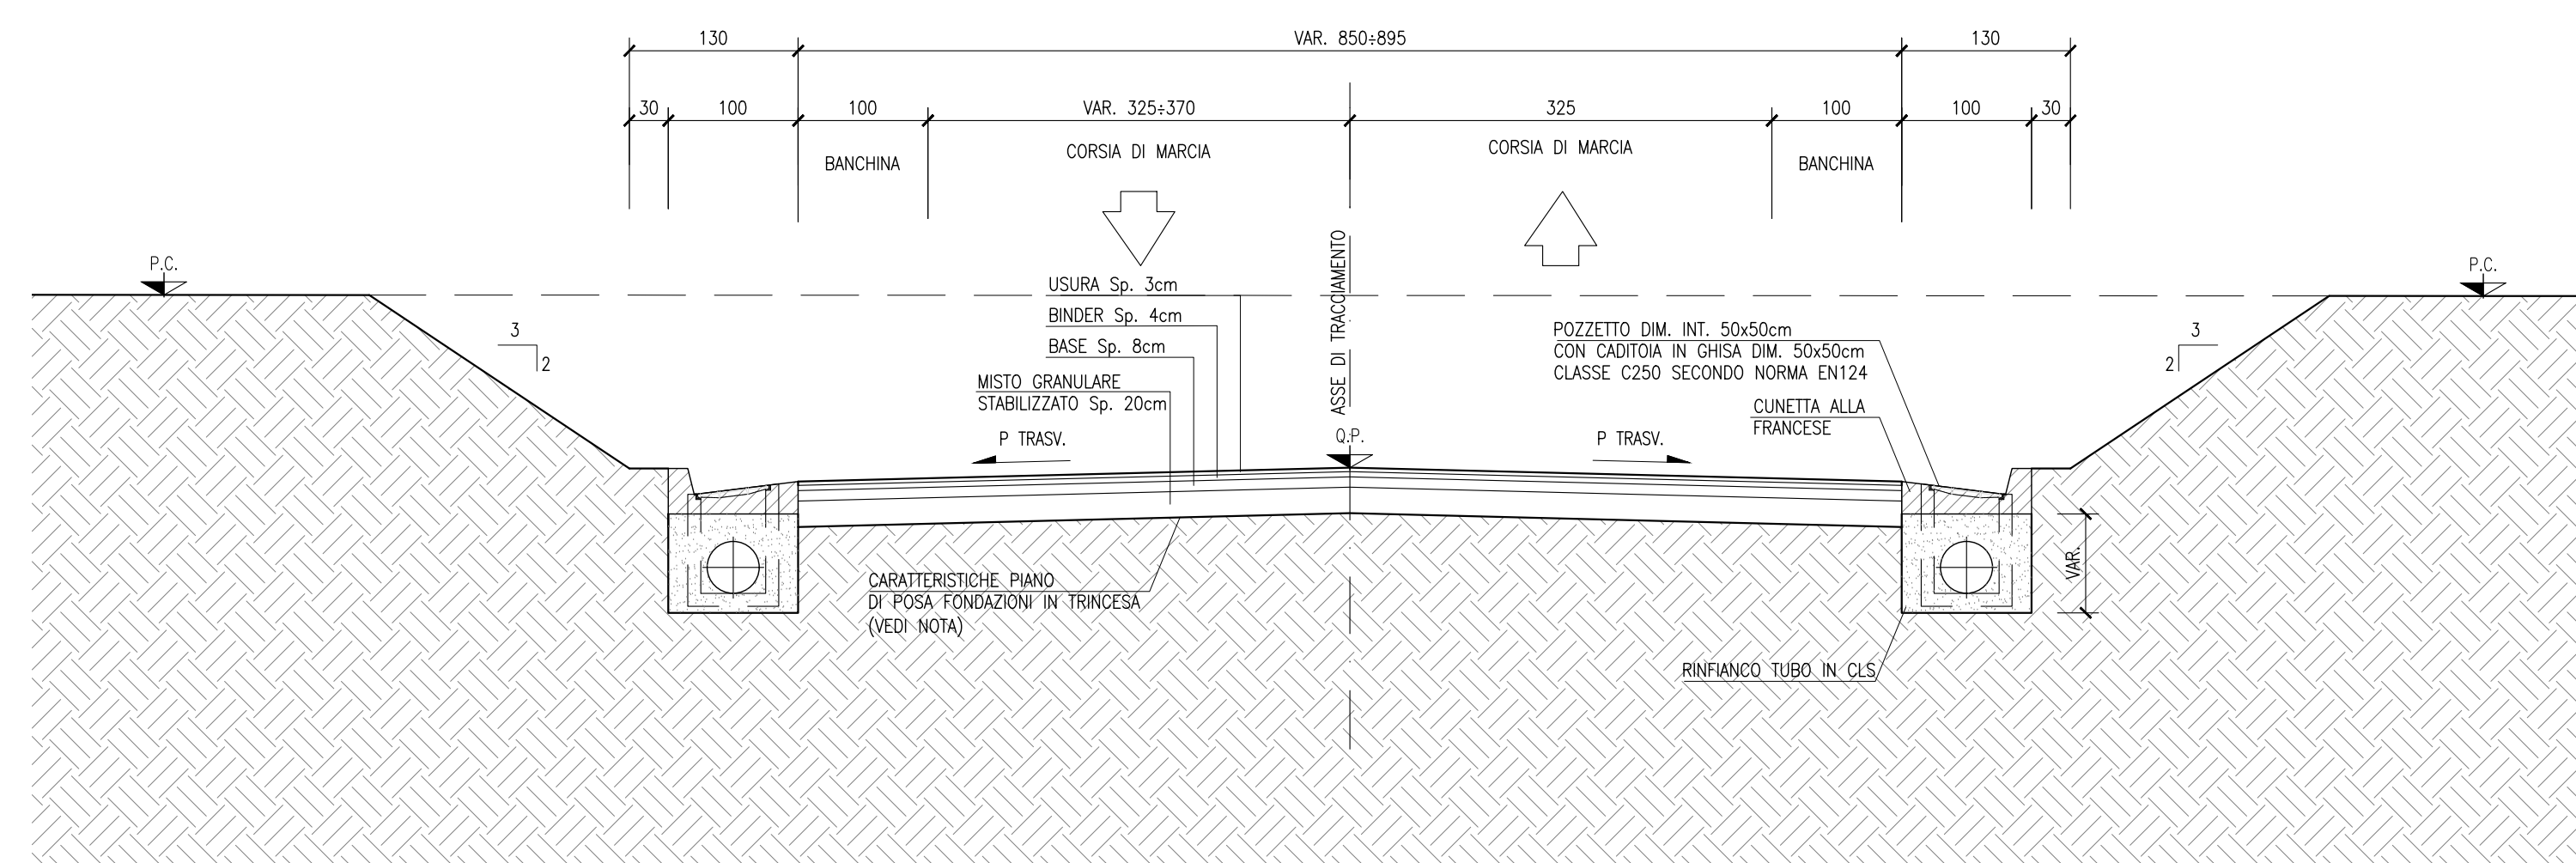 130
VAR. 850÷895
130
30
100
100
VAR. 325÷370
325
100
100
30
BANCHINA
CORSIA DI MARCIA
CORSIA DI MARCIA
BANCHINA
P.C.
P.C.
ASSE DI TRACCIAMENTO
USURA Sp. 3cm
BINDER Sp. 4cm
BASE Sp. 8cm
MISTO GRANULARE
STABILIZZATO Sp. 20cm
3
2
POZZETTO DIM. INT. 50x50cm
CON CADITOIA IN GHISA DIM. 50x50cm
CLASSE C250 SECONDO NORMA EN124
CUNETTA ALLA
FRANCESE
3
2
P TRASV.
Q.P.
P TRASV.
CARATTERISTICHE PIANO
DI POSA FONDAZIONI IN TRINCESA
(VEDI NOTA)
VAR.
RINFIANCO TUBO IN CLS